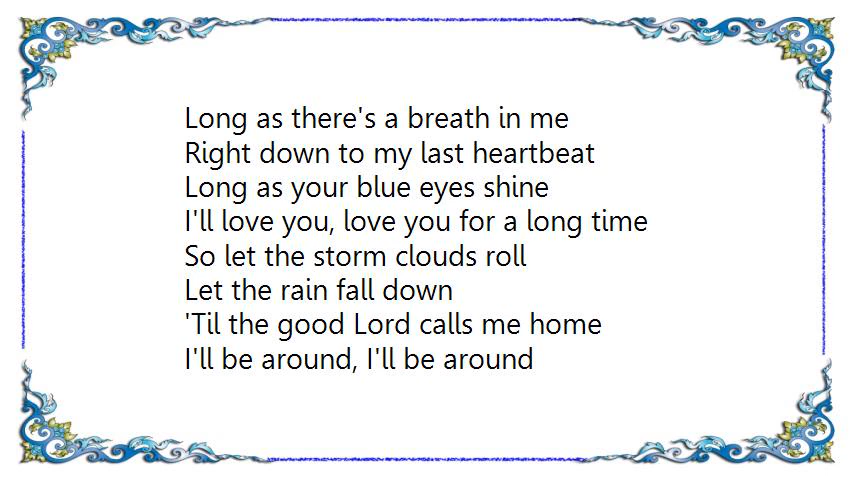 Long as there's a breath in me
Right down to my last heartbeat
Long as your blue eyes shine
I'll love you, love you for a long time
So let the storm clouds roll
Let the rain fall down
'Til the good Lord calls me home
I'll be around, I'll be around